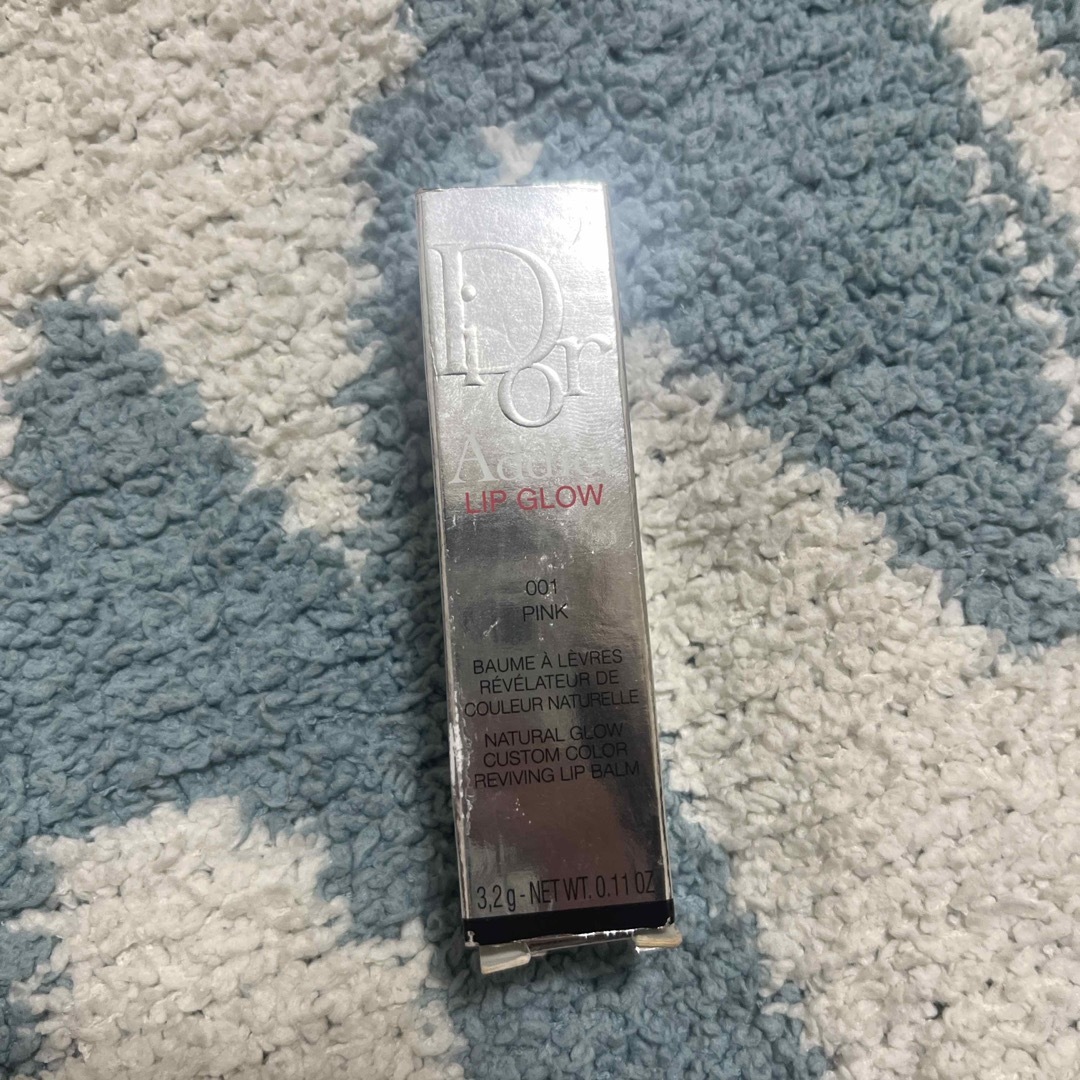 Dior
Addict
LIP GLOW
001
PINK
BAUME À LÈVRES
RÉVÉLATEUR DE
COULEUR NATURELLE
NATURAL GLOW
CUSTOM COLOR
REVIVING LIP BALM
3,2 g - NET WT. 0.11 OZ